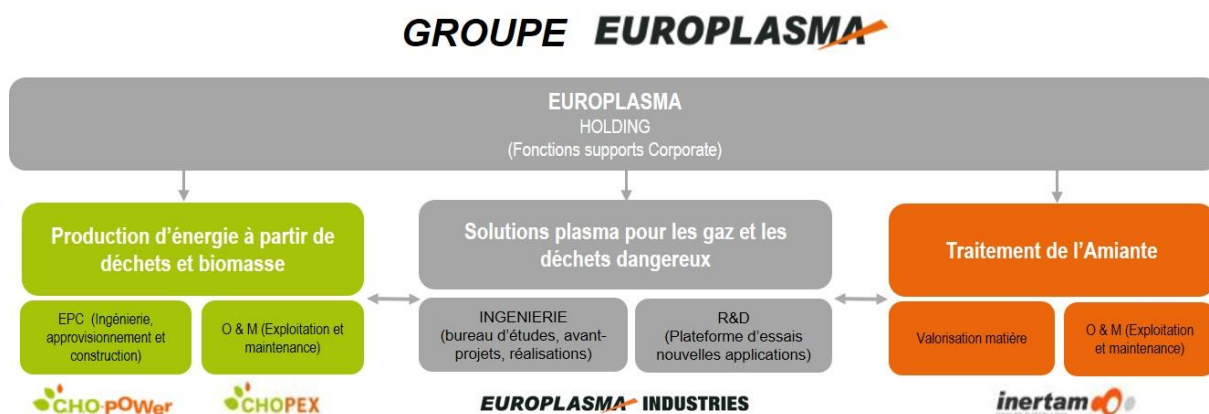 GROUPE EUROPLASMA
EUROPLASMA
HOLDING
(Fonctions supports Corporate)
Production d'énergie à partir de
déchets et biomasse
EPC (Ingénierie,
approvisionnement et
construction)
O & M (Exploitation et
maintenance)
CHO-POWer
CHOPEX
Solutions plasma pour les gaz et les
déchets dangereux
INGENIERIE
(bureau d'études, avant-
projets, réalisations)
R&D
(Plateforme d'essais
nouvelles applications)
EUROPLASMA INDUSTRIES
Traitement de l'Amiante
Valorisation matière
O & M (Exploitation
et maintenance)
inertam